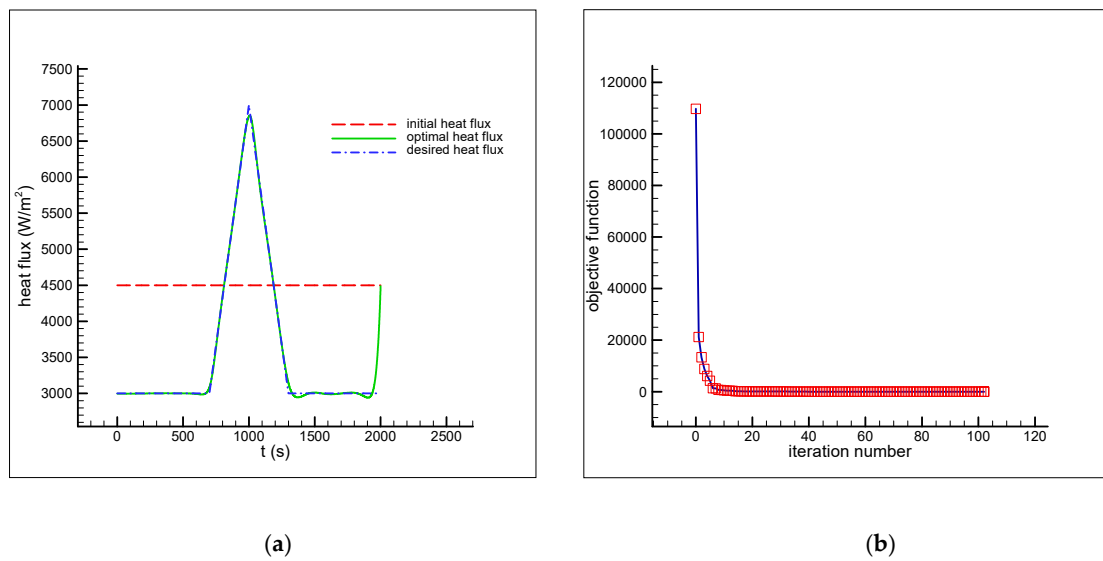 7500
7000
6500
6000
5500
5000
4500
4000
3500
3000
heat flux (W/m²)
initial heat flux
optimal heat flux
desired heat flux
0 500 1000 1500 2000 2500
t (s)
(a)
120000
100000
80000
60000
40000
20000
0
objective function
0 20 40 60 80 100 120
iteration number
(b)